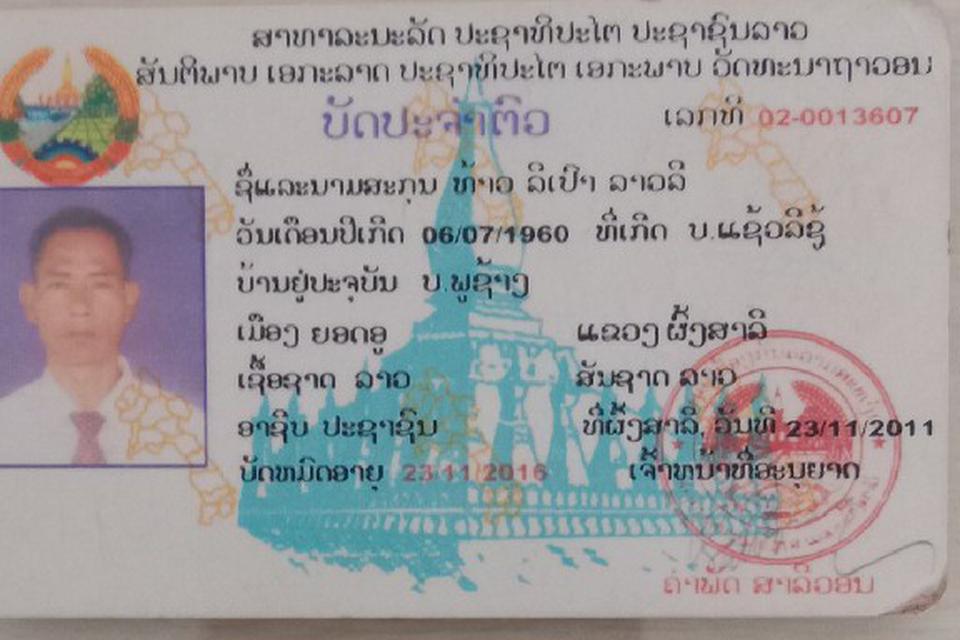 ສາທາລະນະລັດ ປະຊາທິປະໄຕ ປະຊາຊົນລາວ
ສັນຕິພາບ ເອກະລາດ ປະຊາທິປະໄຕ ເອກະພາບ ວັດທະນາຖາວອນ
ບັດປະຈຳຕົວ
ເລກທີ 02-0013607
ຊື່ແລະນາມສະກຸນ ທ້າວ ລິເປົາ ລາວລີ
ວັນເດືອນປີເກີດ 06/07/1960 ທີ່ເກີດ ບ.ແຊ້ວລິຊູ້
ບ້ານຢູ່ປະຈຸບັນ ບ.ພູຊ້າງ
ເມືອງ ຍອດອູ ແຂວງ ຜົ້ງສາລີ
ເຊື້ອຊາດ ລາວ ສັນຊາດ ລາວ
ອາຊີບ ປະຊາຊົນ ທີ່ຜົ້ງສາລີ, ວັນທີ 23/11/2011
ບັດຫມົດອາຍຸ 23/11/2016 ເຈົ້າຫນ້າທີ່ອະນຸຍາດ
ຄຳພັດ ສາລີວອນ